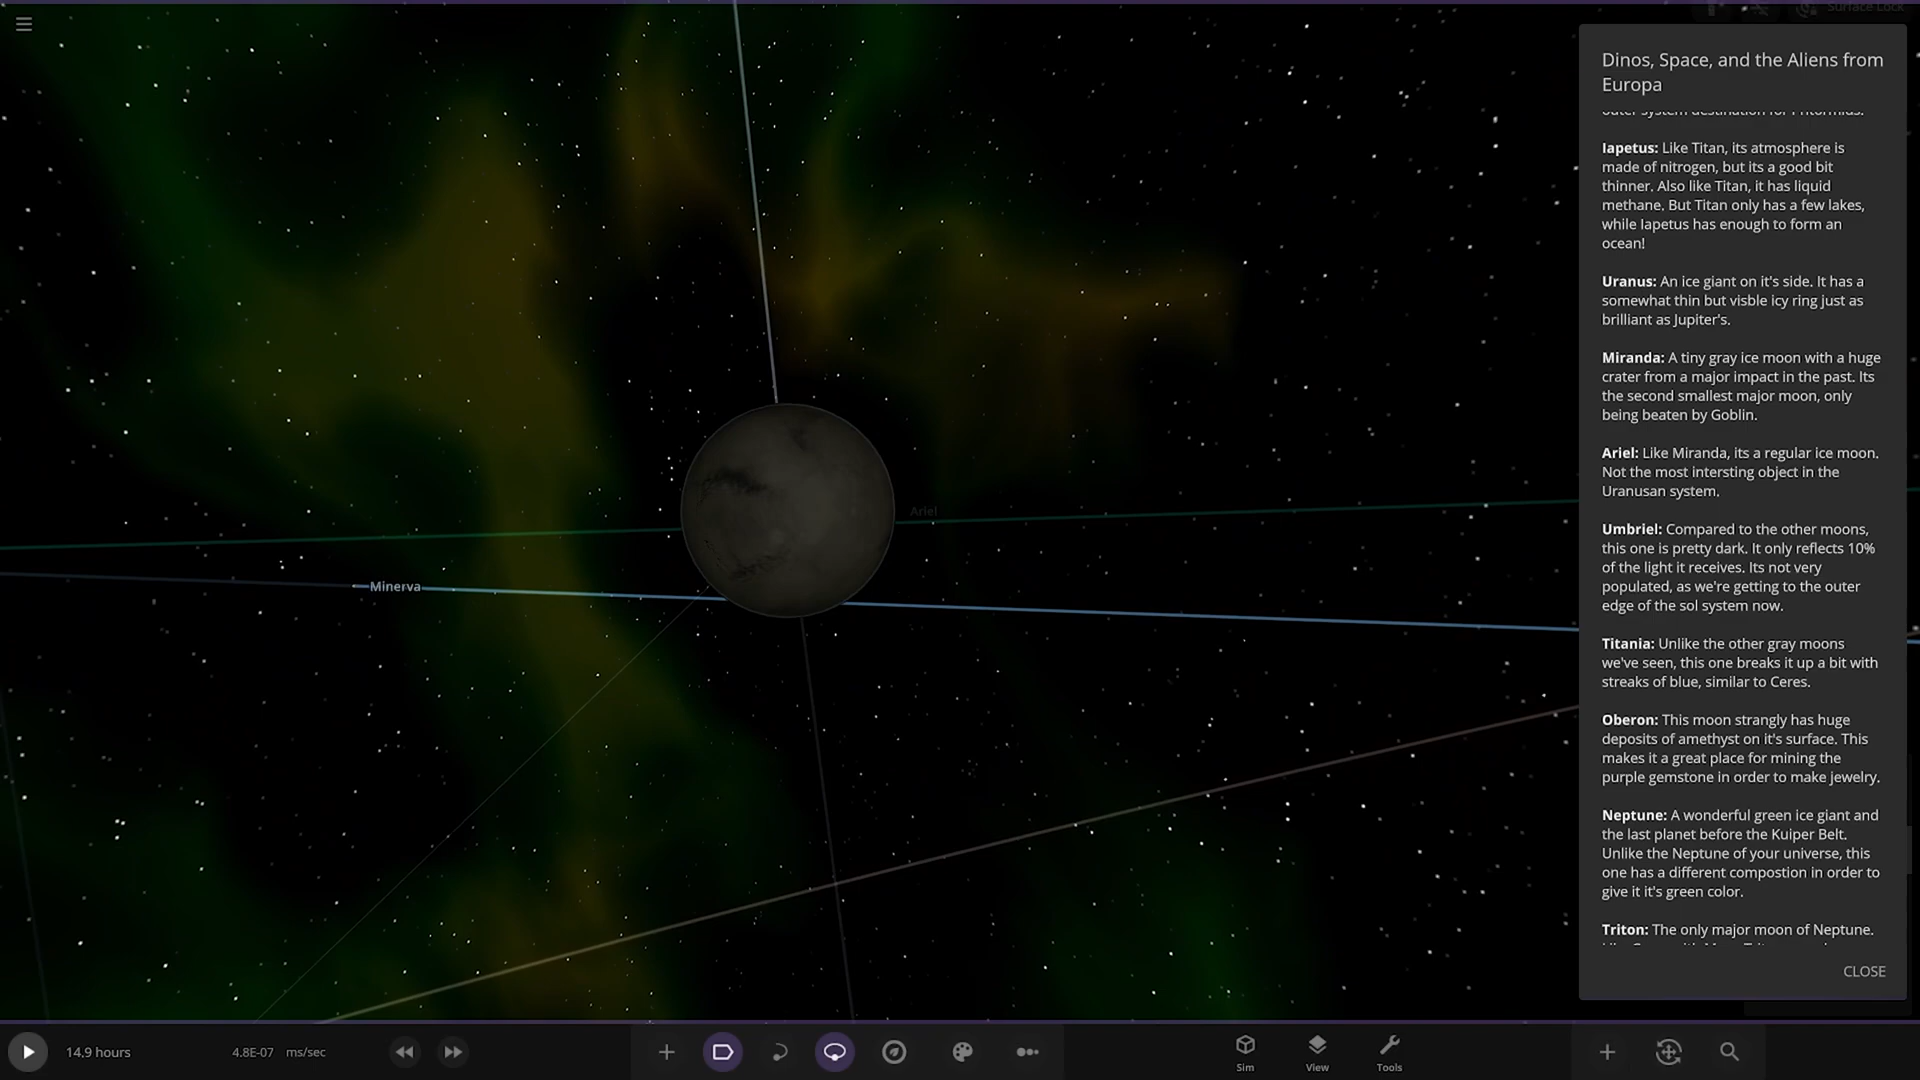 Surface Lock
Dinos, Space, and the Aliens from
Europa
Iapetus: Like Titan, its atmosphere is
made of nitrogen, but its a good bit
thinner. Also like Titan, it has liquid
methane. But Titan only has a few lakes,
while Iapetus has enough to form an
ocean!
Uranus: An ice giant on it's side. It has a
somewhat thin but visble icy ring just as
brilliant as Jupiter's.
Miranda: A tiny gray ice moon with a huge
crater from a major impact in the past. Its
the second smallest major moon, only
being beaten by Goblin.
Ariel: Like Miranda, its a regular ice moon.
Not the most intersting object in the
Uranusan system.
Umbriel: Compared to the other moons,
this one is pretty dark. It only reflects 10%
of the light it receives. Its not very
populated, as we're getting to the outer
edge of the sol system now.
Titania: Unlike the other gray moons
we've seen, this one breaks it up a bit with
streaks of blue, similar to Ceres.
Oberon: This moon strangly has huge
deposits of amethyst on it's surface. This
makes it a great place for mining the
purple gemstone in order to make jewelry.
Neptune: A wonderful green ice giant and
the last planet before the Kuiper Belt.
Unlike the Neptune of your universe, this
one has a different compostion in order to
give it it's green color.
Triton: The only major moon of Neptune.
CLOSE
Ariel
Minerva
14.9 hours
4.8E-07 ms/sec
Sim
View
Tools